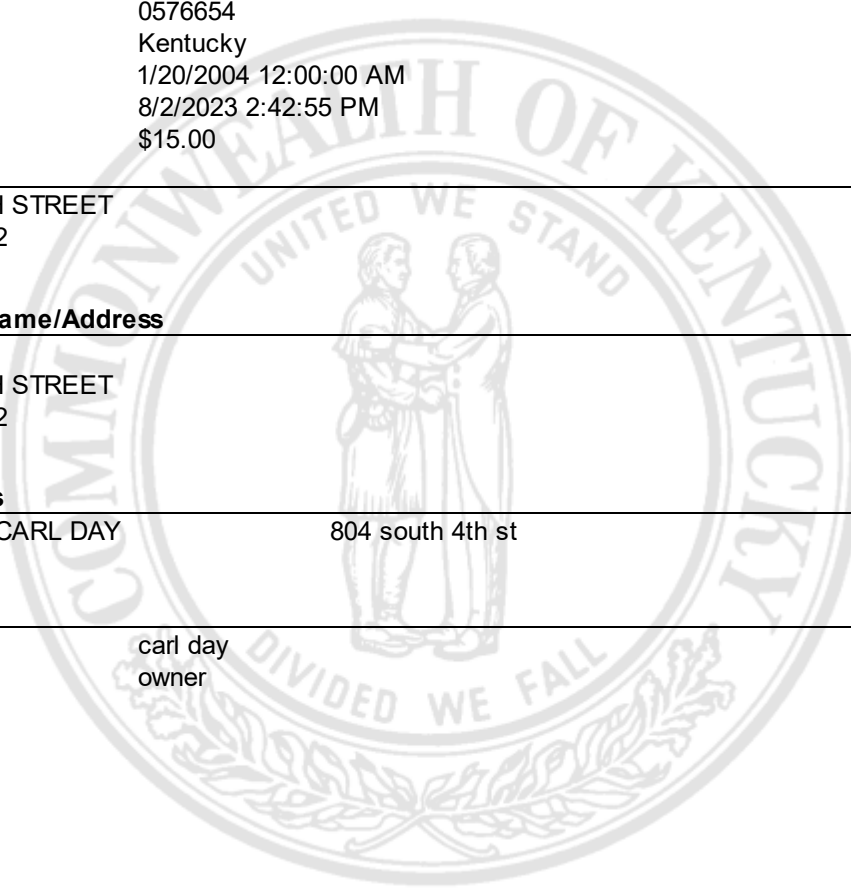 0576654
Kentucky
1/20/2004 12:00:00 AM
8/2/2023 2:42:55 PM
$15.00
STREET
2
ame/Address
STREET
2
s
CARL DAY 804 south 4th st
carl day
owner
COMMONWEALTH OF KENTUCKY
UNITED WE STAND
DIVIDED WE FALL